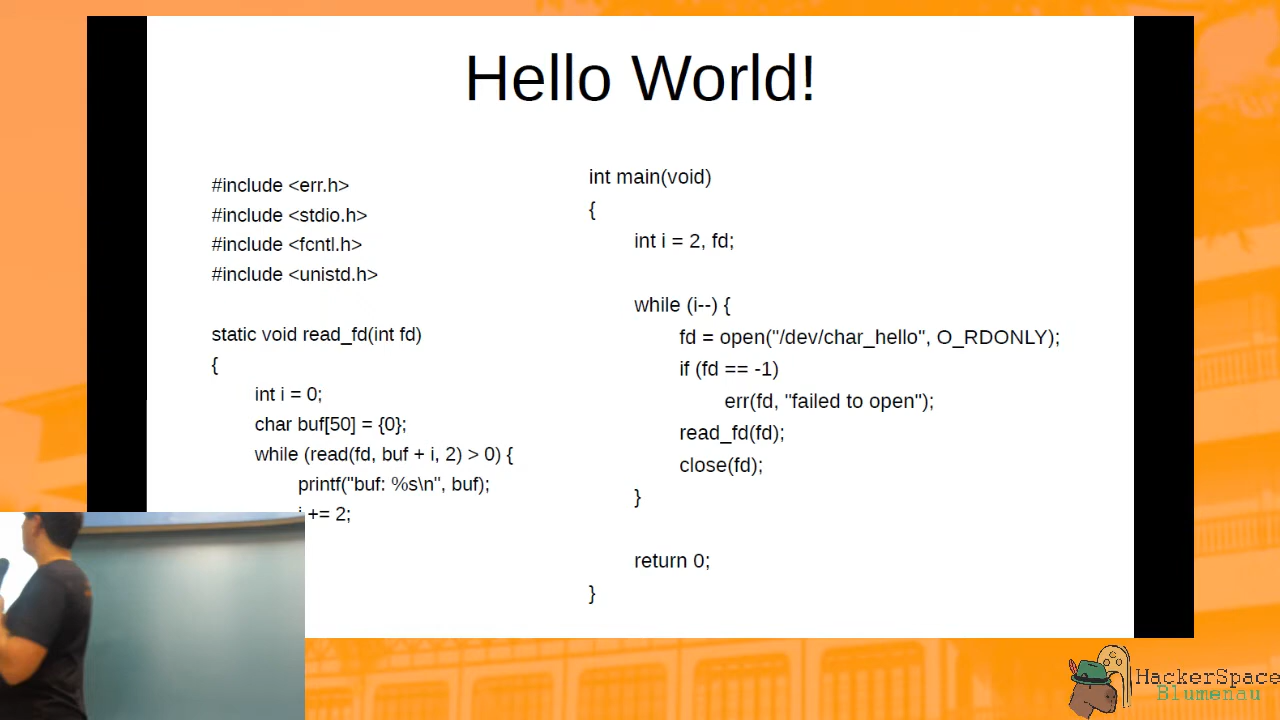 Hello World!
#include <err.h>
#include <stdio.h>
#include <fcntl.h>
#include <unistd.h>
static void read_fd(int fd)
{
int i = 0;
char buf[50] = {0};
while (read(fd, buf + i, 2) > 0) {
printf("buf: %s\n", buf);
+= 2;
int main(void)
{
int i = 2, fd;
while (i--) {
fd = open("/dev/char_hello", O_RDONLY);
if (fd == -1)
err(fd, "failed to open");
read_fd(fd);
close(fd);
}
return 0;
}
HackerSpace
Blumenau